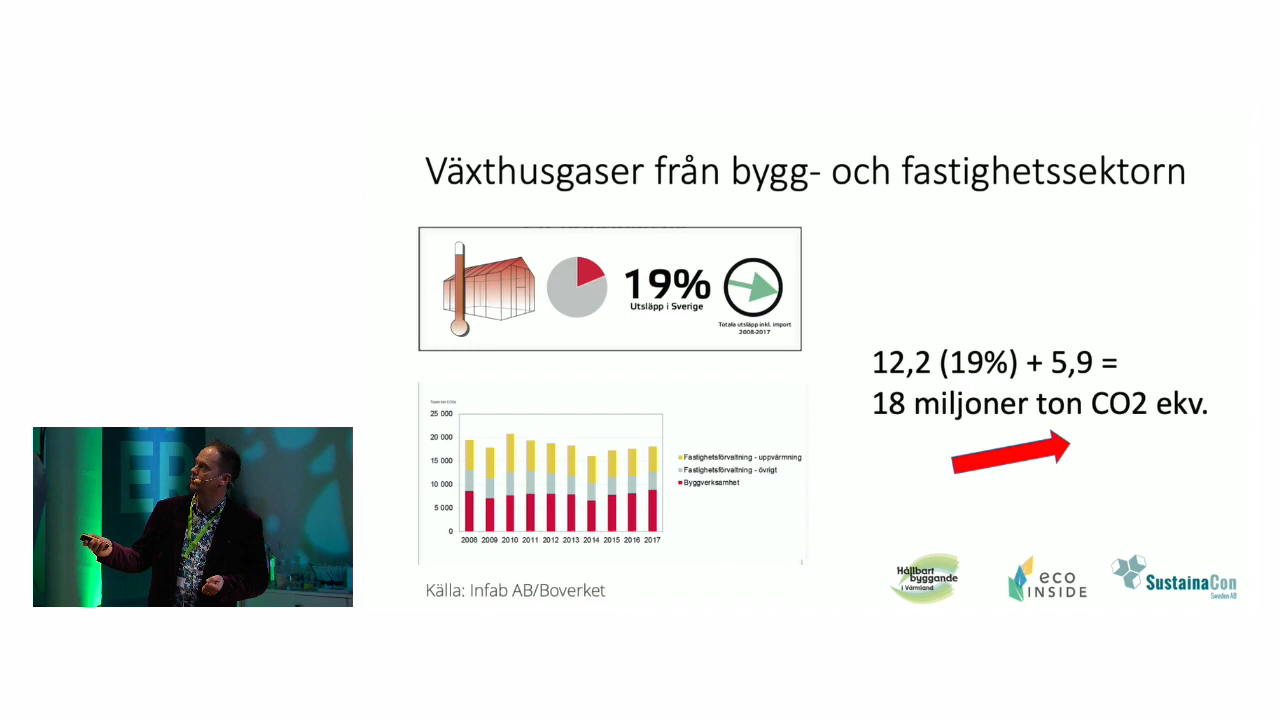 Växthusgaser från bygg- och fastighetssektorn
19%
Utsläpp i Sverige
Totala utsläpp inkl. import
2008-2017
12,2 (19%) + 5,9 =
18 miljoner ton CO2 ekv.
25 000
20 000
15 000
10 000
5 000
0
2008 2009 2010 2011 2012 2013 2014 2015 2016 2017
Fastighetsförvaltning - uppvärmning
Fastighetsförvaltning - övrigt
Byggverksamhet
Källa: Infab AB/Boverket
Hållbart
byggande
i Värmland
eco
INSIDE
SustainaCon
Sweden AB
ER